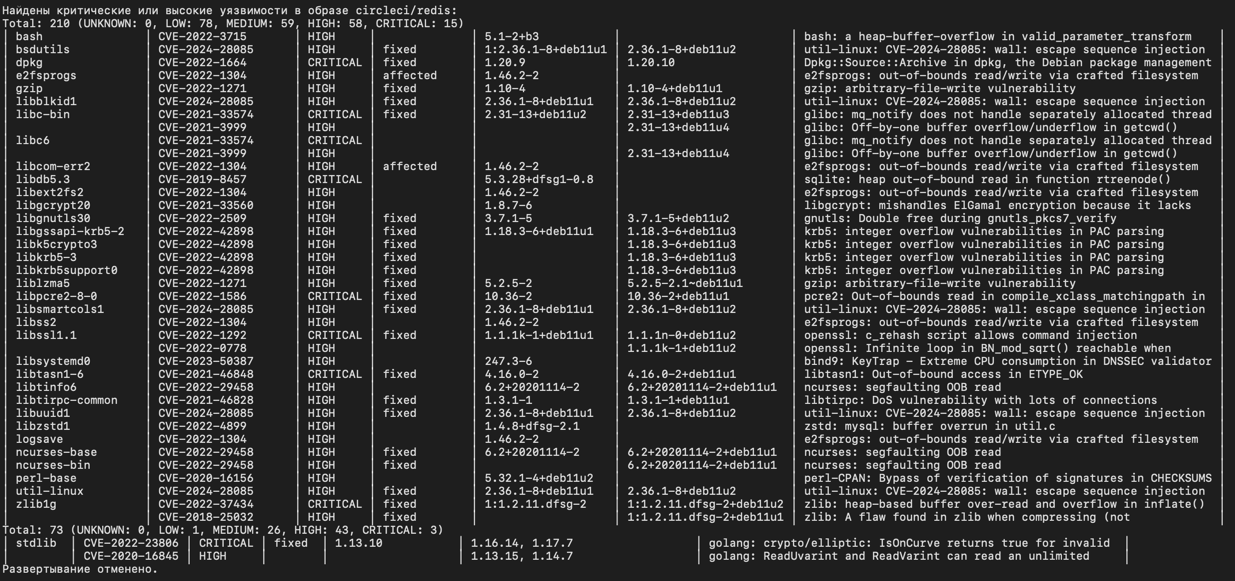 Найдены критические или высокие уязвимости в образе circleci/redis:
Total: 210 (UNKNOWN: 0, LOW: 78, MEDIUM: 59, HIGH: 58, CRITICAL: 15)
| bash | CVE-2022-3715 | HIGH | | 5.1-2+b3 | | bash: a heap-buffer-overflow in valid_parameter_transform
| bsdutils | CVE-2024-28085 | HIGH | fixed | 1:2.36.1-8+deb11u1 | 2.36.1-8+deb11u2 | util-linux: CVE-2024-28085: wall: escape sequence injection |
| dpkg | CVE-2022-1664 | CRITICAL | fixed | 1.20.9 | 1.20.10 | Dpkg::Source::Archive in dpkg, the Debian package management |
| e2fsprogs | CVE-2022-1304 | HIGH | affected | 1.46.2-2 | | e2fsprogs: out-of-bounds read/write via crafted filesystem |
| gzip | CVE-2022-1271 | HIGH | fixed | 1.10-4 | 1.10-4+deb11u1 | gzip: arbitrary-file-write vulnerability |
| libblkid1 | CVE-2024-28085 | HIGH | fixed | 2.36.1-8+deb11u1 | 2.36.1-8+deb11u2 | util-linux: CVE-2024-28085: wall: escape sequence injection |
| libc-bin | CVE-2021-33574 | CRITICAL | fixed | 2.31-13+deb11u2 | 2.31-13+deb11u3 | glibc: mq_notify does not handle separately allocated thread |
| | CVE-2021-3999 | HIGH | | | 2.31-13+deb11u4 | glibc: Off-by-one buffer overflow/underflow in getcwd() |
| libc6 | CVE-2021-33574 | CRITICAL | | | | glibc: mq_notify does not handle separately allocated thread |
| | CVE-2021-3999 | HIGH | | | 2.31-13+deb11u4 | glibc: Off-by-one buffer overflow/underflow in getcwd() |
| libcom-err2 | CVE-2022-1304 | HIGH | affected | 1.46.2-2 | | e2fsprogs: out-of-bounds read/write via crafted filesystem |
| libdb5.3 | CVE-2019-8457 | CRITICAL | | 5.3.28+dfsg1-0.8 | | sqlite: heap out-of-bound read in function rtreenode() |
| libext2fs2 | CVE-2022-1304 | HIGH | | 1.46.2-2 | | e2fsprogs: out-of-bounds read/write via crafted filesystem |
| libgcrypt20 | CVE-2021-33560 | HIGH | | 1.8.7-6 | | libgcrypt: mishandles ElGamal encryption because it lacks |
| libgnutls30 | CVE-2022-2509 | HIGH | fixed | 3.7.1-5 | 3.7.1-5+deb11u2 | gnutls: Double free during gnutls_pkcs7_verify |
| libgssapi-krb5-2 | CVE-2022-42898 | HIGH | fixed | 1.18.3-6+deb11u1 | 1.18.3-6+deb11u3 | krb5: integer overflow vulnerabilities in PAC parsing |
| libk5crypto3 | CVE-2022-42898 | HIGH | fixed | | 1.18.3-6+deb11u3 | krb5: integer overflow vulnerabilities in PAC parsing |
| libkrb5-3 | CVE-2022-42898 | HIGH | fixed | | 1.18.3-6+deb11u3 | krb5: integer overflow vulnerabilities in PAC parsing |
| libkrb5support0 | CVE-2022-42898 | HIGH | fixed | | 1.18.3-6+deb11u3 | krb5: integer overflow vulnerabilities in PAC parsing |
| liblzma5 | CVE-2022-1271 | HIGH | fixed | 5.2.5-2 | 5.2.5-2.1~deb11u1 | gzip: arbitrary-file-write vulnerability |
| libpcre2-8-0 | CVE-2022-1586 | CRITICAL | fixed | 10.36-2 | 10.36-2+deb11u1 | pcre2: Out-of-bounds read in compile_xclass_matchingpath in |
| libsmartcols1 | CVE-2024-28085 | HIGH | fixed | 2.36.1-8+deb11u1 | 2.36.1-8+deb11u2 | util-linux: CVE-2024-28085: wall: escape sequence injection |
| libss2 | CVE-2022-1304 | HIGH | | 1.46.2-2 | | e2fsprogs: out-of-bounds read/write via crafted filesystem |
| libssl1.1 | CVE-2022-1292 | CRITICAL | fixed | 1.1.1k-1+deb11u1 | 1.1.1n-0+deb11u2 | openssl: c_rehash script allows command injection |
| | CVE-2022-0778 | HIGH | | | 1.1.1k-1+deb11u2 | openssl: Infinite loop in BN_mod_sqrt() reachable when |
| libsystemd0 | CVE-2023-50387 | HIGH | | 247.3-6 | | bind9: KeyTrap - Extreme CPU consumption in DNSSEC validator |
| libtasn1-6 | CVE-2021-46848 | CRITICAL | fixed | 4.16.0-2 | 4.16.0-2+deb11u1 | libtasn1: Out-of-bound access in ETYPE_OK |
| libtinfo6 | CVE-2022-29458 | HIGH | | 6.2+20201114-2 | 6.2+20201114-2+deb11u1 | ncurses: segfaulting OOB read |
| libtirpc-common | CVE-2021-46828 | HIGH | fixed | 1.3.1-1 | 1.3.1-1+deb11u1 | libtirpc: DoS vulnerability with lots of connections |
| libuuid1 | CVE-2024-28085 | HIGH | fixed | 2.36.1-8+deb11u1 | 2.36.1-8+deb11u2 | util-linux: CVE-2024-28085: wall: escape sequence injection |
| libzstd1 | CVE-2022-4899 | HIGH | | 1.4.8+dfsg-2.1 | | zstd: mysql: buffer overrun in util.c |
| logsave | CVE-2022-1304 | HIGH | | 1.46.2-2 | | e2fsprogs: out-of-bounds read/write via crafted filesystem |
| ncurses-base | CVE-2022-29458 | HIGH | fixed | 6.2+20201114-2 | 6.2+20201114-2+deb11u1 | ncurses: segfaulting OOB read |
| ncurses-bin | CVE-2022-29458 | HIGH | fixed | | 6.2+20201114-2+deb11u1 | ncurses: segfaulting OOB read |
| perl-base | CVE-2020-16156 | HIGH | | 5.32.1-4+deb11u2 | | perl-CPAN: Bypass of verification of signatures in CHECKSUMS |
| util-linux | CVE-2024-28085 | HIGH | fixed | 2.36.1-8+deb11u1 | 2.36.1-8+deb11u2 | util-linux: CVE-2024-28085: wall: escape sequence injection |
| zlib1g | CVE-2022-37434 | CRITICAL | fixed | 1:1.2.11.dfsg-2 | 1:1.2.11.dfsg-2+deb11u2 | zlib: heap-based buffer over-read and overflow in inflate() |
| | CVE-2018-25032 | HIGH | fixed | | 1:1.2.11.dfsg-2+deb11u1 | zlib: A flaw found in zlib when compressing (not |
Total: 73 (UNKNOWN: 0, LOW: 1, MEDIUM: 26, HIGH: 43, CRITICAL: 3)
| stdlib | CVE-2022-23806 | CRITICAL | fixed | 1.13.10 | 1.16.14, 1.17.7 | golang: crypto/elliptic: IsOnCurve returns true for invalid |
| | CVE-2020-16845 | HIGH | | | 1.13.15, 1.14.7 | golang: ReadUvarint and ReadVarint can read an unlimited |
Развертывание отменено.